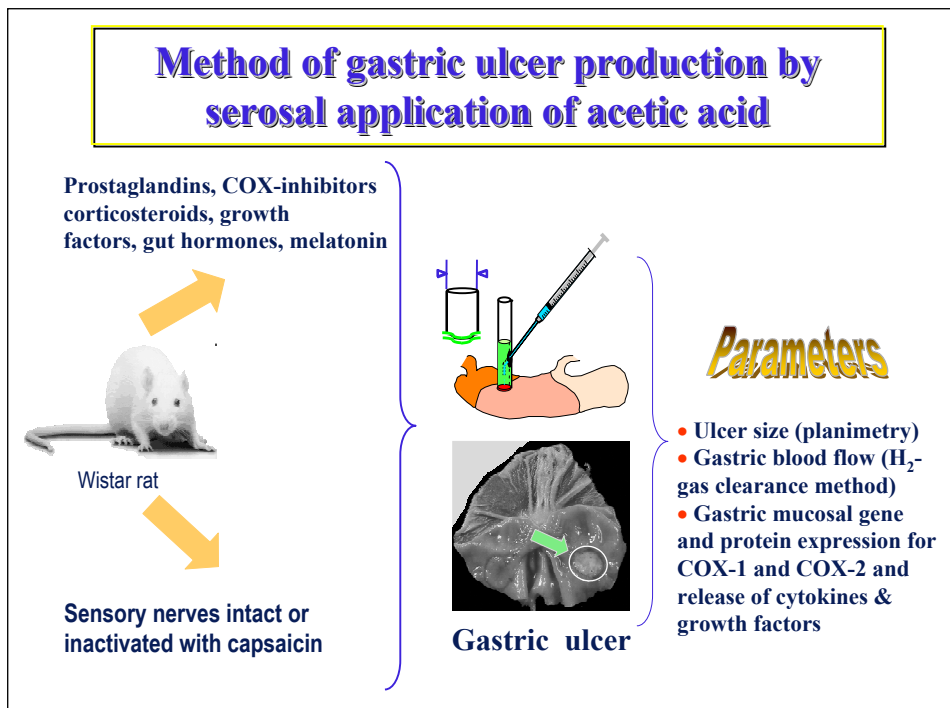 Method of gastric ulcer production by
serosal application of acetic acid
Prostaglandins, COX-inhibitors
corticosteroids, growth
factors, gut hormones, melatonin
Wistar rat
Sensory nerves intact or
inactivated with capsaicin
Gastric ulcer
Parameters
• Ulcer size (planimetry)
• Gastric blood flow (H₂-
gas clearance method)
• Gastric mucosal gene
and protein expression for
COX-1 and COX-2 and
release of cytokines &
growth factors